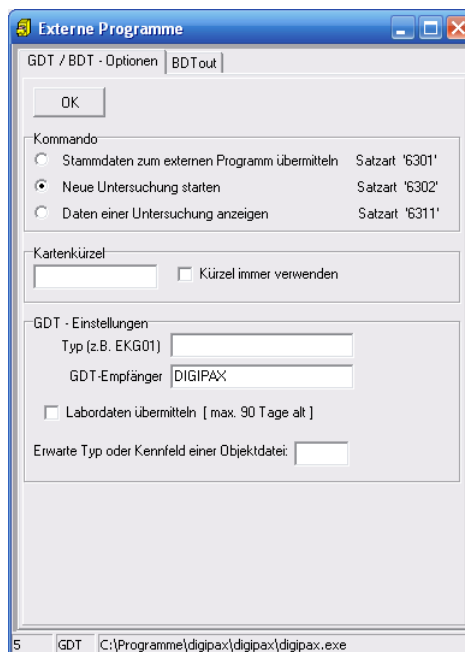 Externe Programme
GDT / BDT - Optionen BDTout
OK
Kommando
Stammdaten zum externen Programm übermitteln Satzart '6301'
Neue Untersuchung starten Satzart '6302'
Daten einer Untersuchung anzeigen Satzart '6311'
Kartenkürzel
Kürzel immer verwenden
GDT - Einstellungen
Typ (z.B. EKG01)
GDT-Empfänger DIGIPAX
Labordaten übermitteln [ max. 90 Tage alt ]
Erwarte Typ oder Kennfeld einer Objektdatei:
5 GDT C:\Programme\digipax\digipax\digipax.exe